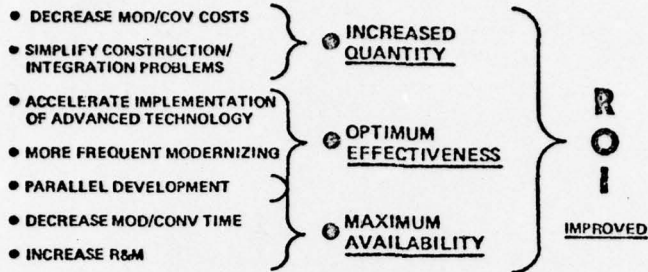 • DECREASE MOD/COV COSTS
• SIMPLIFY CONSTRUCTION/
INTEGRATION PROBLEMS
• ACCELERATE IMPLEMENTATION
OF ADVANCED TECHNOLOGY
• MORE FREQUENT MODERNIZING
• PARALLEL DEVELOPMENT
• DECREASE MOD/CONV TIME
• INCREASE R&M
INCREASED
QUANTITY
OPTIMUM
EFFECTIVENESS
MAXIMUM
AVAILABILITY
R
O
I
IMPROVED